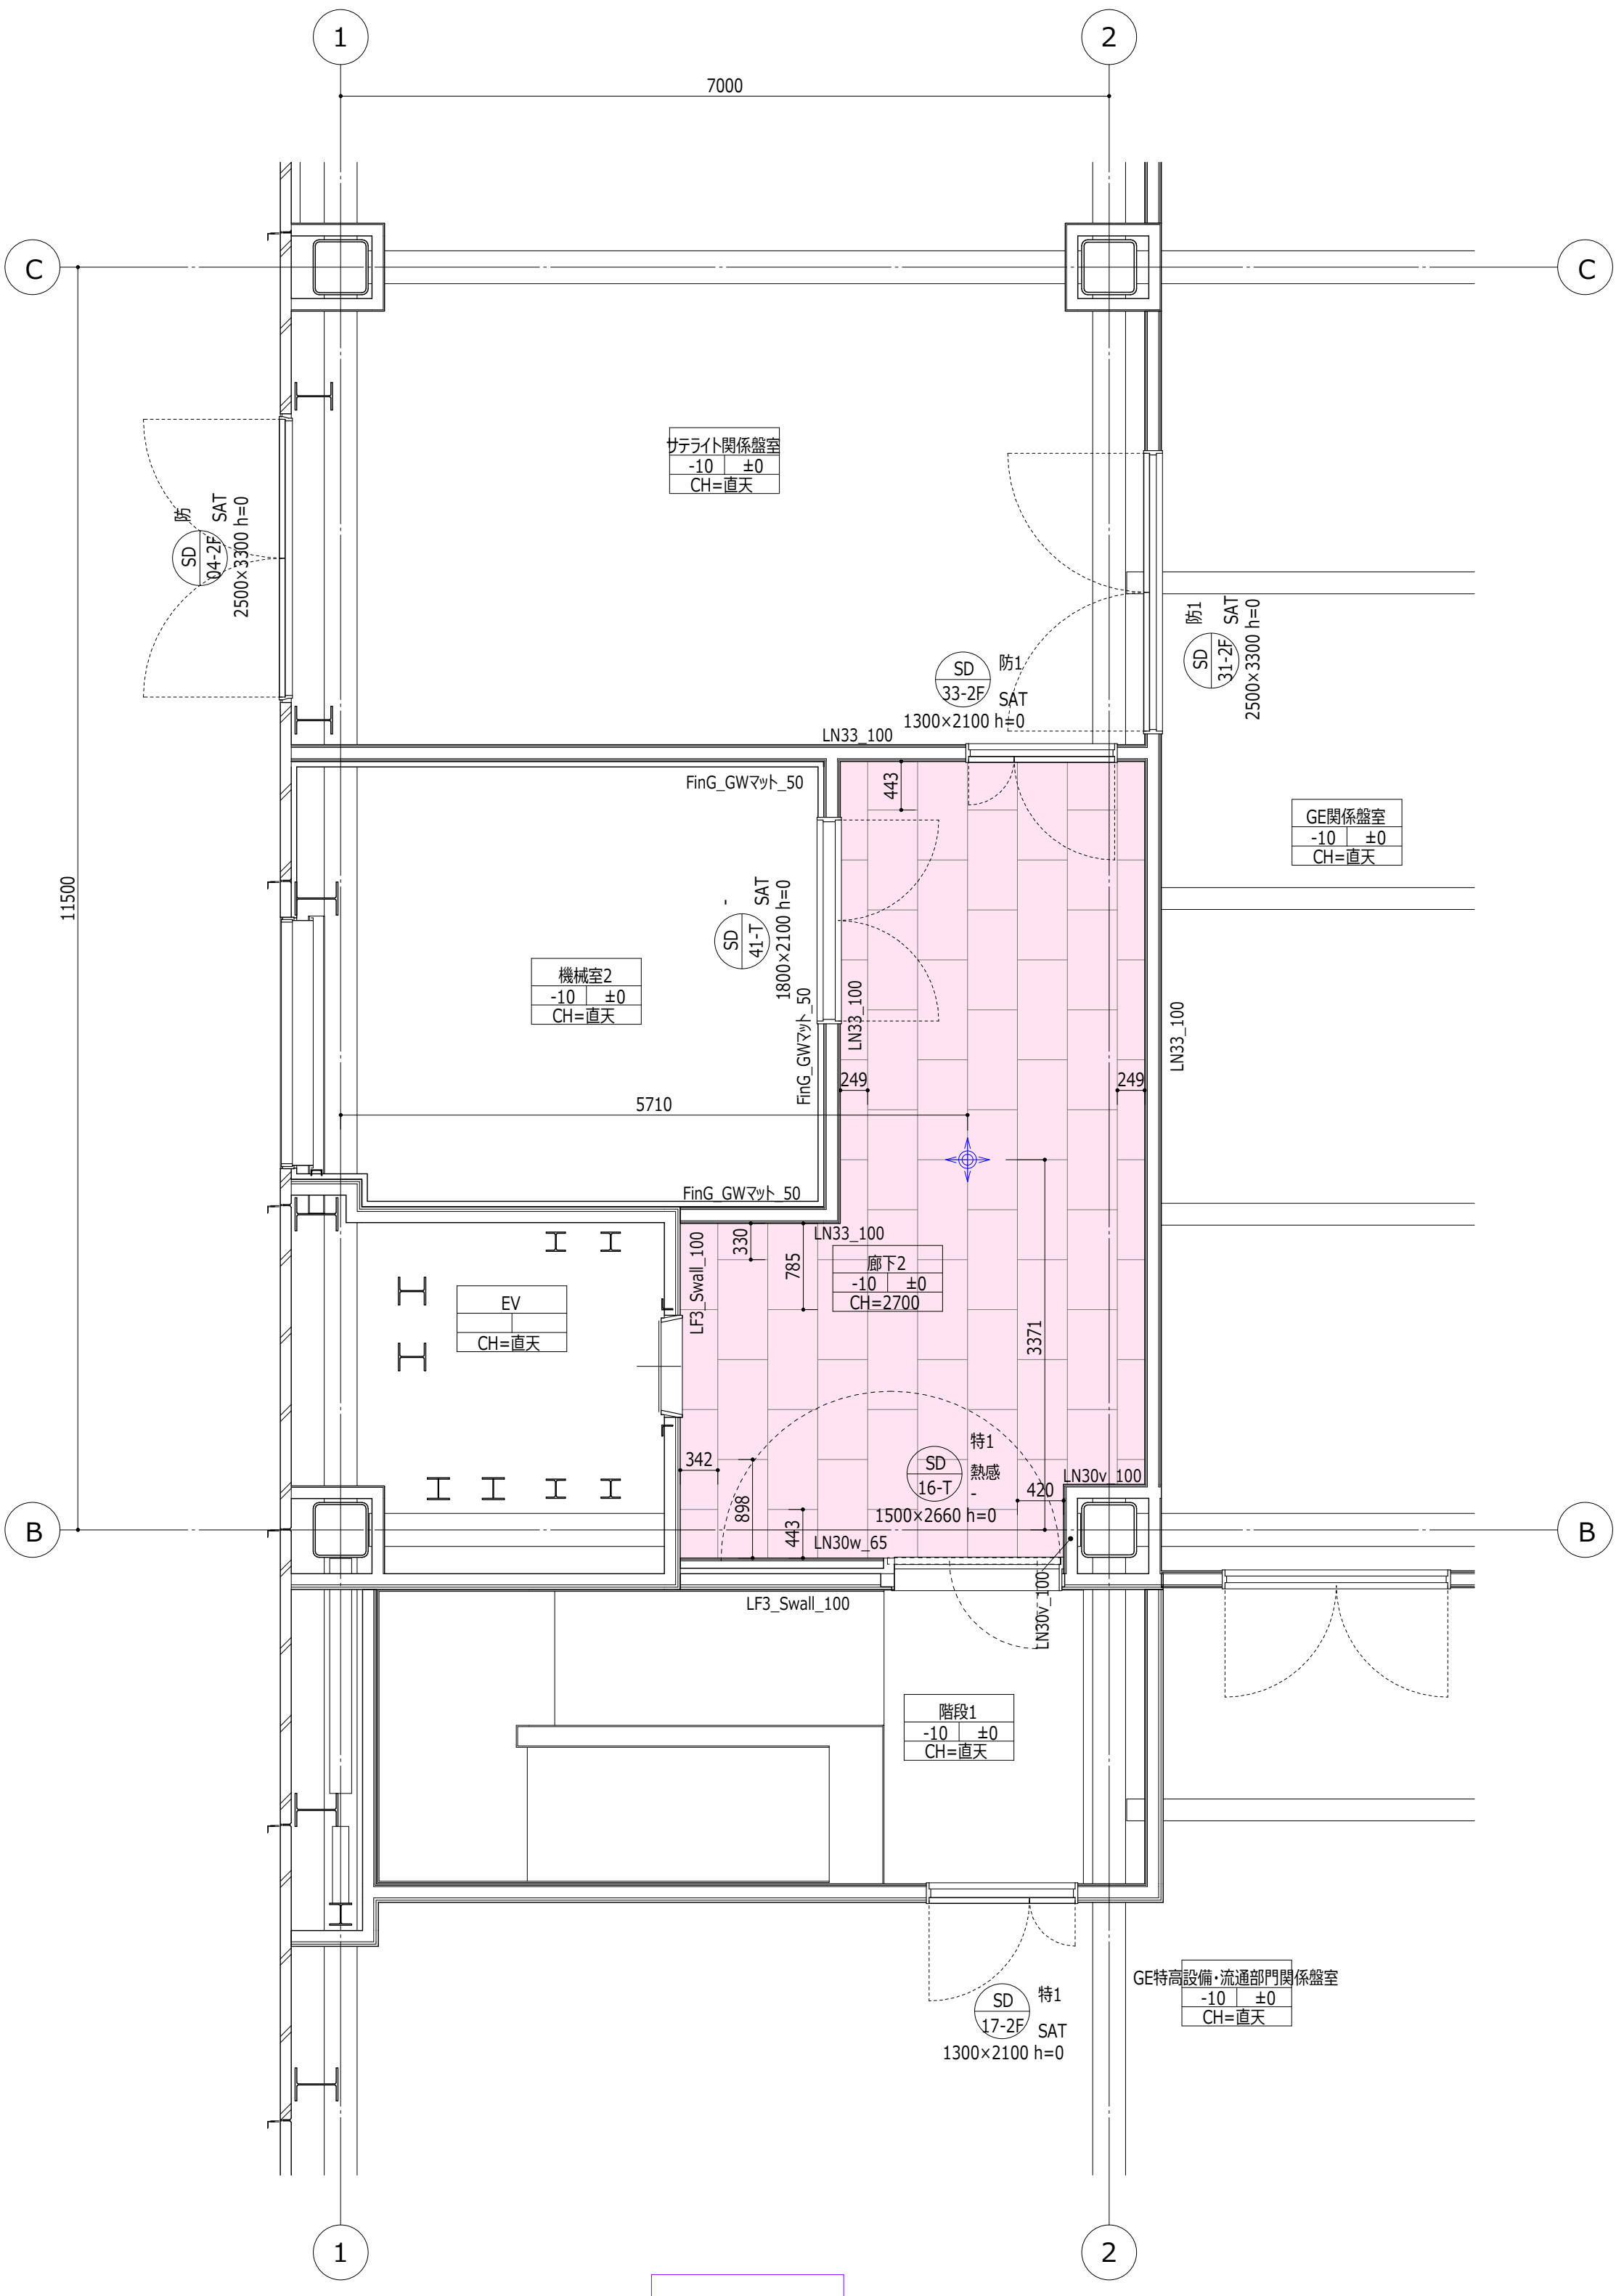 1
2
7000
C
C
11500
サテライト関係盤室
-10 ±0
CH=直天
防 SAT
SD
04-2F
2500×3300 h=0
防1 SAT
SD
31-2F
2500×3300 h=0
SD
33-2F
防1
SAT
1300×2100 h=0
LN33_100
FinG_GWマット_50
443
GE関係盤室
-10 ±0
CH=直天
- SAT
SD
41-T
1800×2100 h=0
機械室2
-10 ±0
CH=直天
FinG_GWマット_50
LN33_100
LN33_100
249
249
5710
FinG_GWマット_50
LN33_100
330
785
LF3_Swall_100
廊下2
-10 ±0
CH=2700
EV
CH=直天
3371
342
898
443
SD
16-T
特1
熱感
-
1500×2660 h=0
420
LN30v_100
B
B
LN30w_65
LN30v_100
LF3_Swall_100
階段1
-10 ±0
CH=直天
SD
17-2F
特1
SAT
1300×2100 h=0
GE特高設備・流通部門関係盤室
-10 ±0
CH=直天
1
2